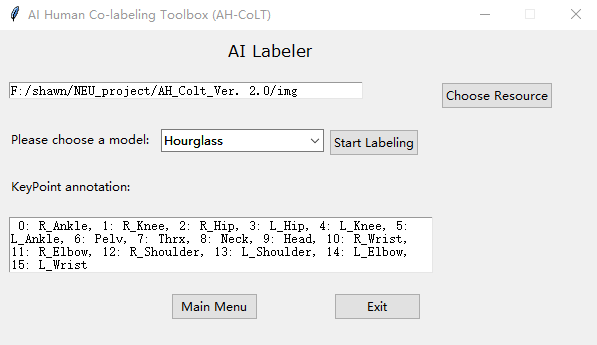 AI Human Co-labeling Toolbox (AH-CoLT)
AI Labeler
F:/shawn/NEU_project/AH_Colt_Ver. 2.0/img
Choose Resource
Please choose a model:
Hourglass
Start Labeling
KeyPoint annotation:
0: R_Ankle, 1: R_Knee, 2: R_Hip, 3: L_Hip, 4: L_Knee, 5:
L_Ankle, 6: Pelv, 7: Thrx, 8: Neck, 9: Head, 10: R_Wrist,
11: R_Elbow, 12: R_Shoulder, 13: L_Shoulder, 14: L_Elbow,
15: L_Wrist
Main Menu
Exit